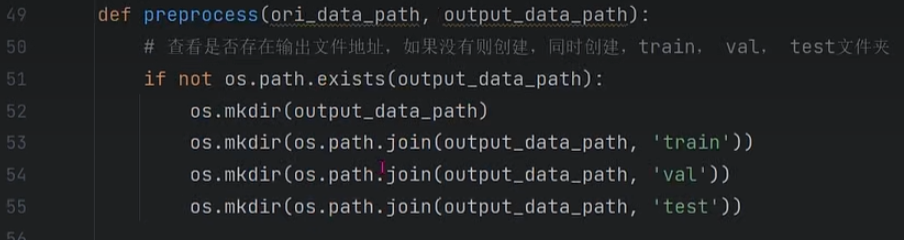 49 def preprocess(ori_data_path, output_data_path):
50 # 查看是否存在输出文件地址，如果没有则创建，同时创建，train， val， test文件夹
51 if not os.path.exists(output_data_path):
52 os.mkdir(output_data_path)
53 os.mkdir(os.path.join(output_data_path, 'train'))
54 os.mkdir(os.path.join(output_data_path, 'val'))
55 os.mkdir(os.path.join(output_data_path, 'test'))
56